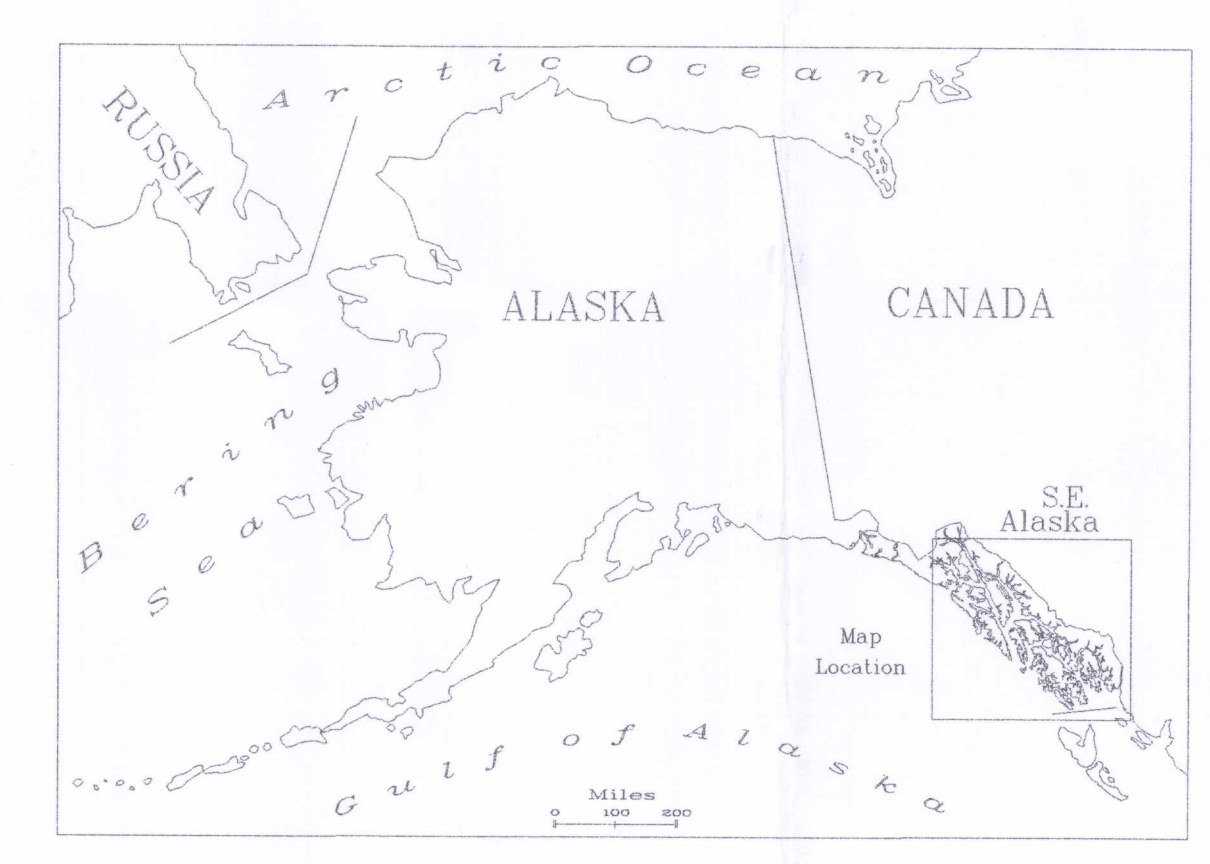 Arctic Ocean
RUSSIA
ALASKA
CANADA
Bering
Sea
S.E.
Alaska
Map
Location
Gulf of Alaska
Miles
0 100 200